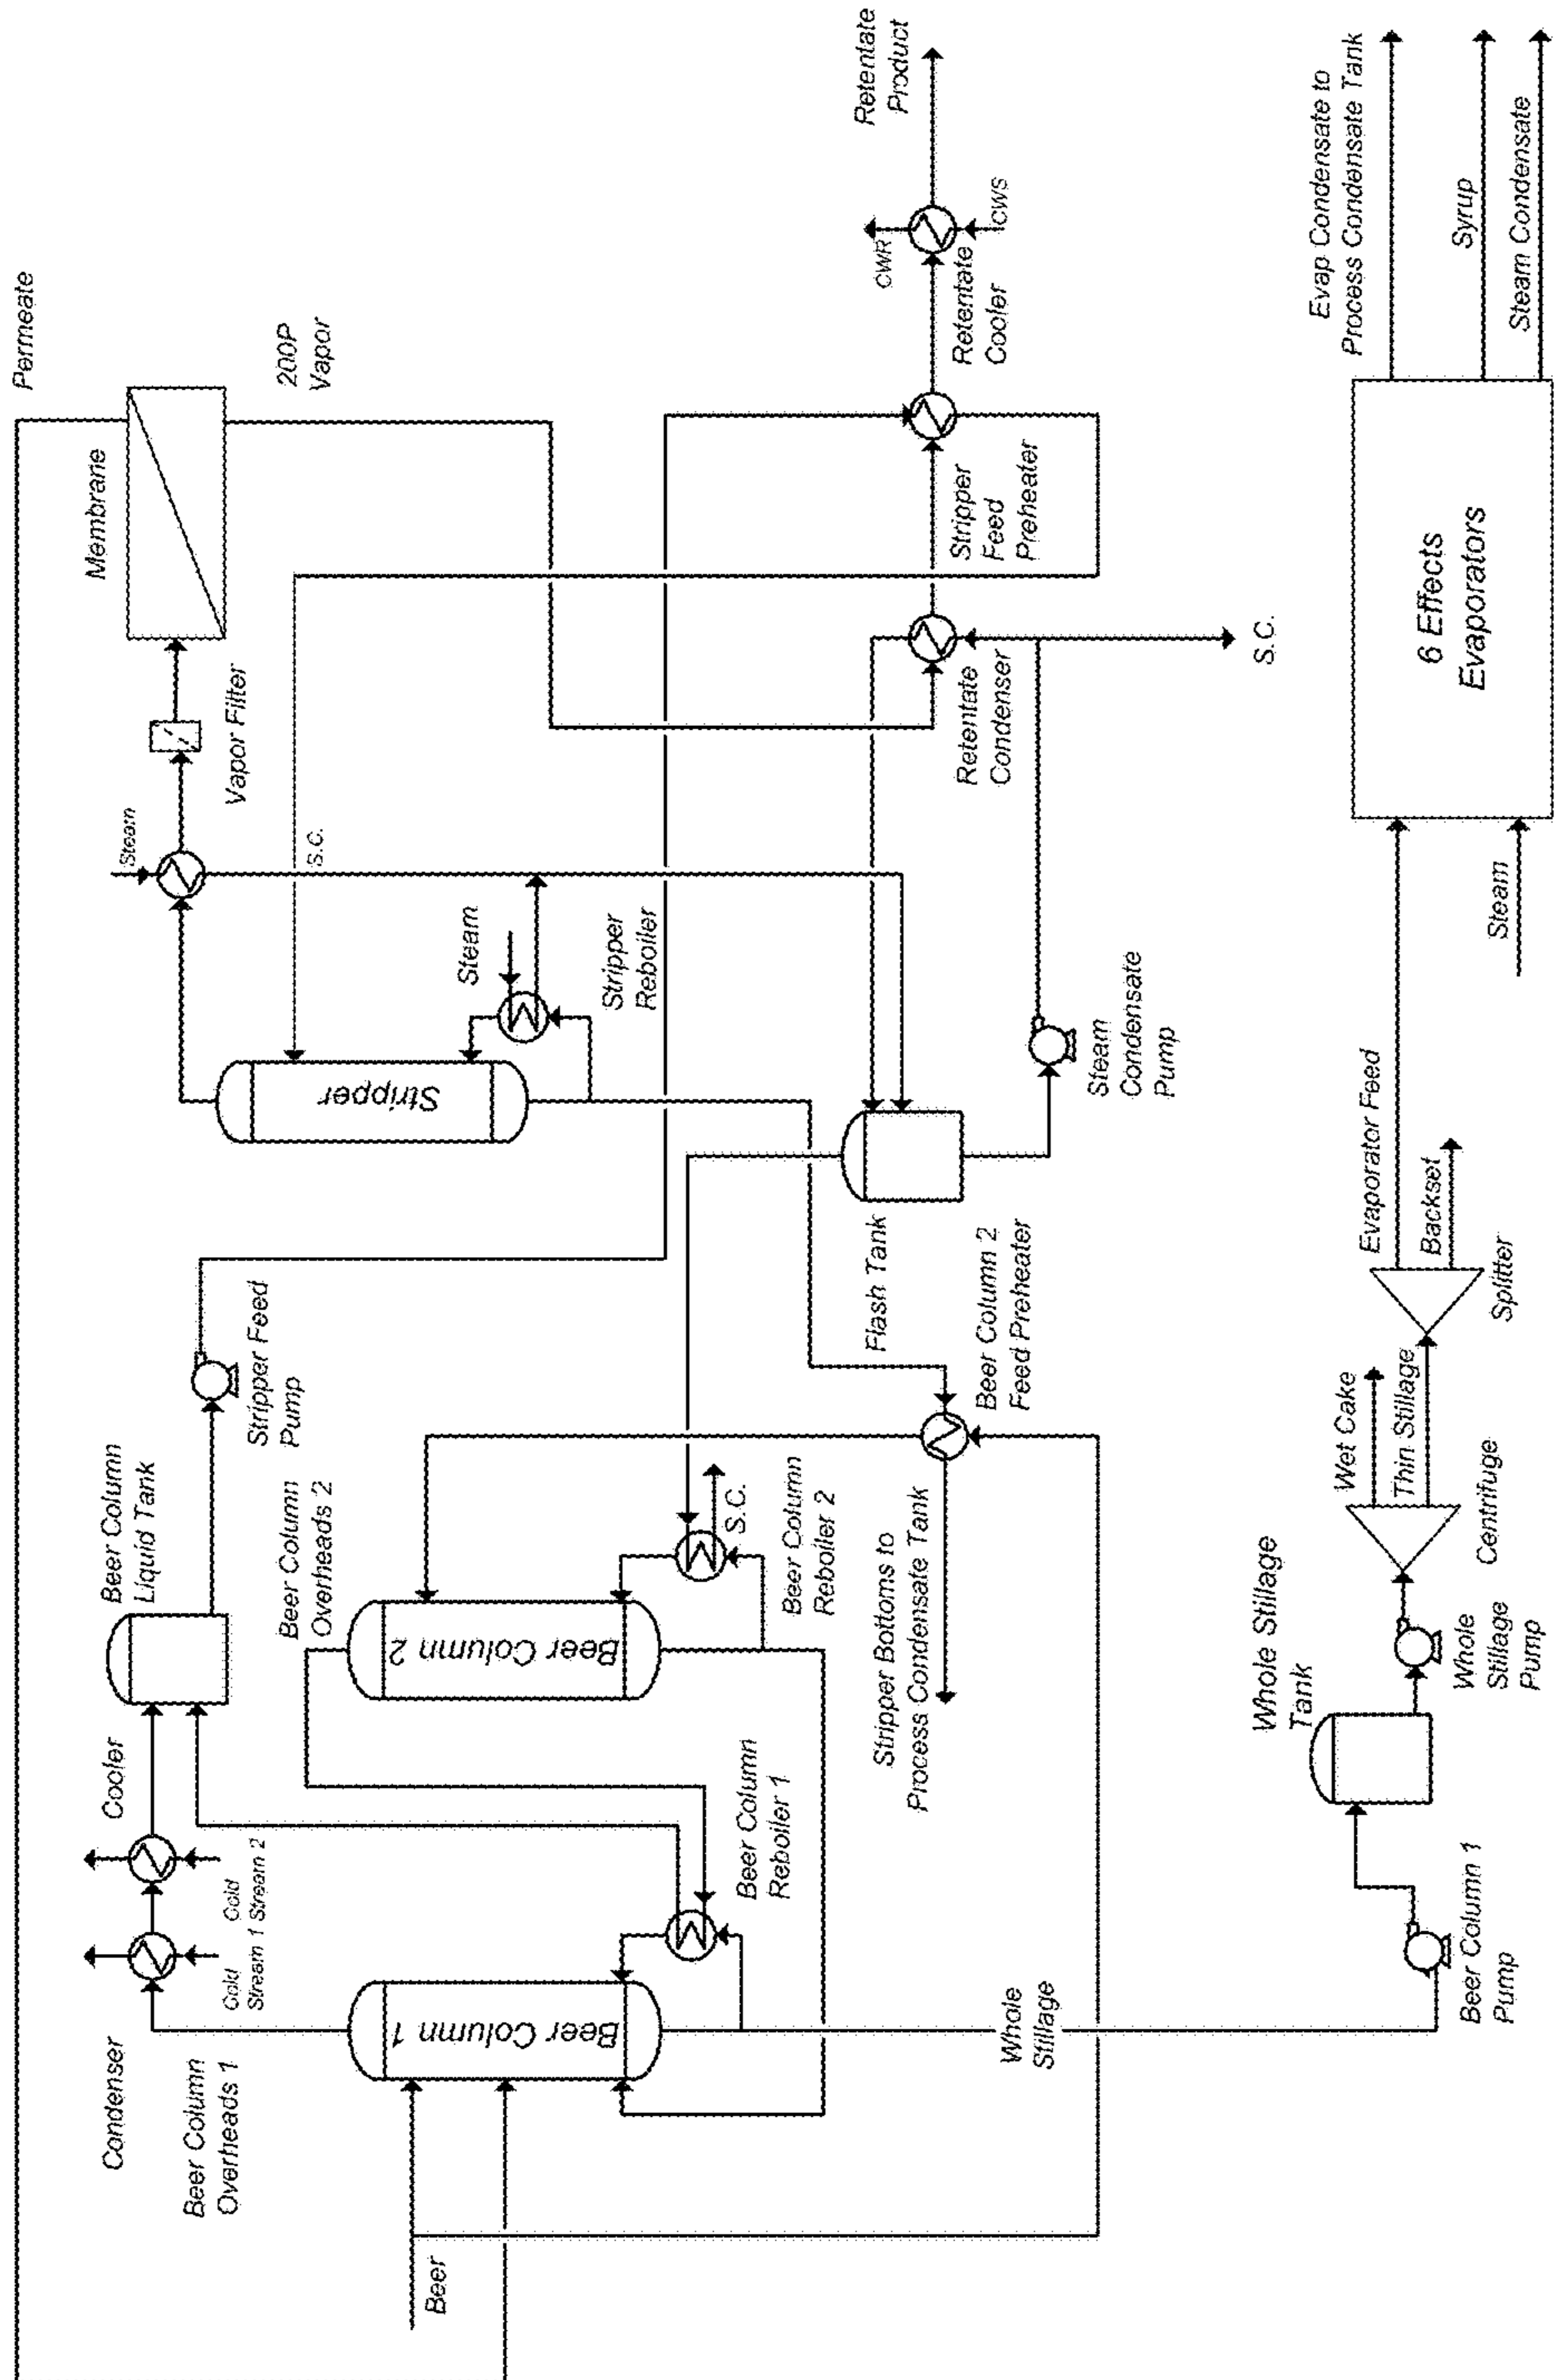 Permeate
Membrane
200P
Vapor
Steam
Vapor Filter
S.C.
Beer Column
Liquid Tank
Stripper Feed
Pump
Stripper
Steam
Stripper
Reboiler
Condenser
Cooler
Cold
Stream 1
Cold
Stream 2
Beer Column
Overheads 1
Beer Column
Overheads 2
Beer Column 1
Beer Column 2
Beer
Beer Column
Reboiler 1
Beer Column
Reboiler 2
S.C.
Flash Tank
Beer Column 2
Feed Preheater
Stripper Bottoms to
Process Condensate Tank
Steam
Condensate
Pump
Retentate
Condenser
S.C.
Stripper
Feed
Preheater
Retentate
Cooler
CWR
CWS
Retentate
Product
Whole
Stillage
Beer Column 1
Pump
Whole Stillage
Tank
Whole
Stillage
Pump
Centrifuge
Wet Cake
Thin Stillage
Splitter
Evaporator Feed
Backset
Steam
6 Effects
Evaporators
Evap Condensate to
Process Condensate Tank
Syrup
Steam Condensate